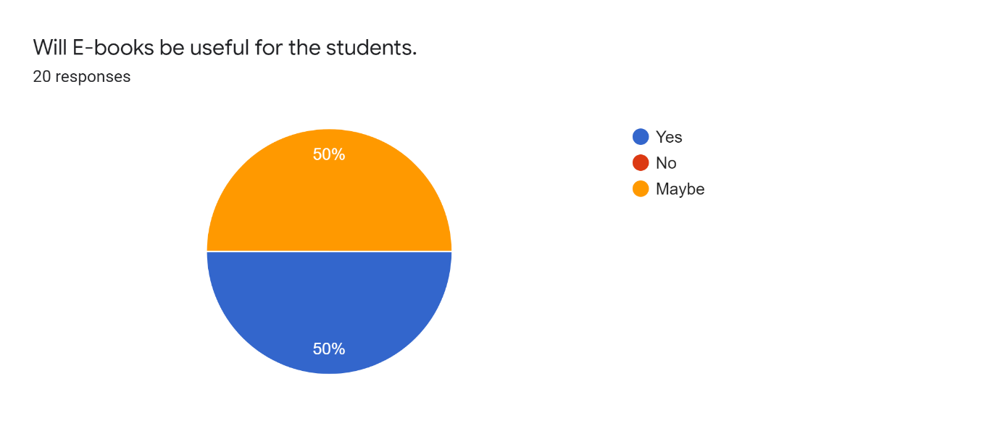 Will E-books be useful for the students.
20 responses
50%
50%
Yes
No
Maybe